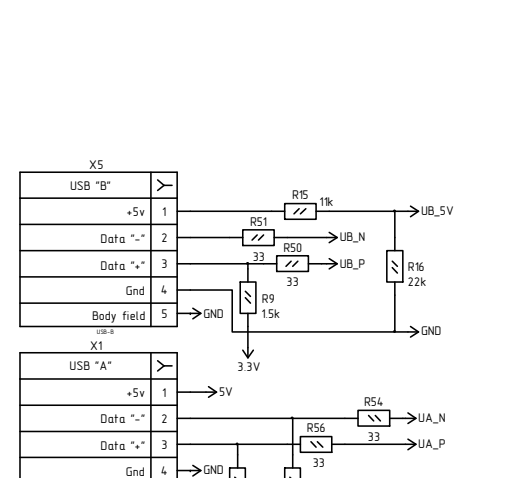 X5
USB "B"
+5v 1
R15
11k
UB_5V
Data "-" 2
R51
33
UB_N
Data "+" 3
R50
33
UB_P
R16
22k
Gnd 4
R9
1.5k
Body field 5
GND
GND
USB-B
3.3V
X1
USB "A"
+5v 1
5V
Data "-" 2
R54
33
UA_N
Data "+" 3
R56
33
UA_P
Gnd 4
GND